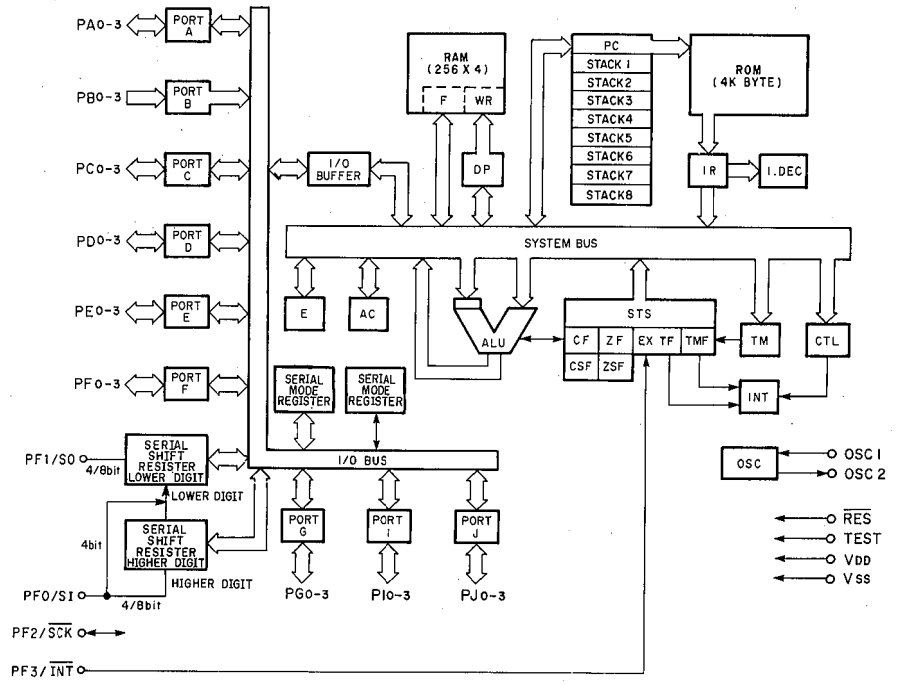 PA0-3
PORT
A
PB0-3
PORT
B
PC0-3
PORT
C
PD0-3
PORT
D
PE0-3
PORT
E
PF0-3
PORT
F
I/O
BUFFER
RAM
(256 X 4)
F
WR
DP
PC
STACK 1
STACK2
STACK3
STACK4
STACK5
STACK6
STACK7
STACK8
ROM
(4K BYTE)
IR
I.DEC
SYSTEM BUS
E
AC
ALU
STS
CF
ZF
EX TF
TMF
CSF
ZSF
TM
CTL
INT
SERIAL
MODE
REGISTER
SERIAL
MODE
REGISTER
I/O BUS
PF1/SO
4/8bit
SERIAL
SHIFT
RESISTER
LOWER DIGIT
LOWER DIGIT
4bit
SERIAL
SHIFT
RESISTER
HIGHER DIGIT
HIGHER DIGIT
PF0/SI
4/8bit
PF2/SCK
PF3/INT
PORT
G
PORT
I
PORT
J
PG0-3
PI0-3
PJ0-3
OSC
OSC 1
OSC 2
RES
TEST
VDD
VSS